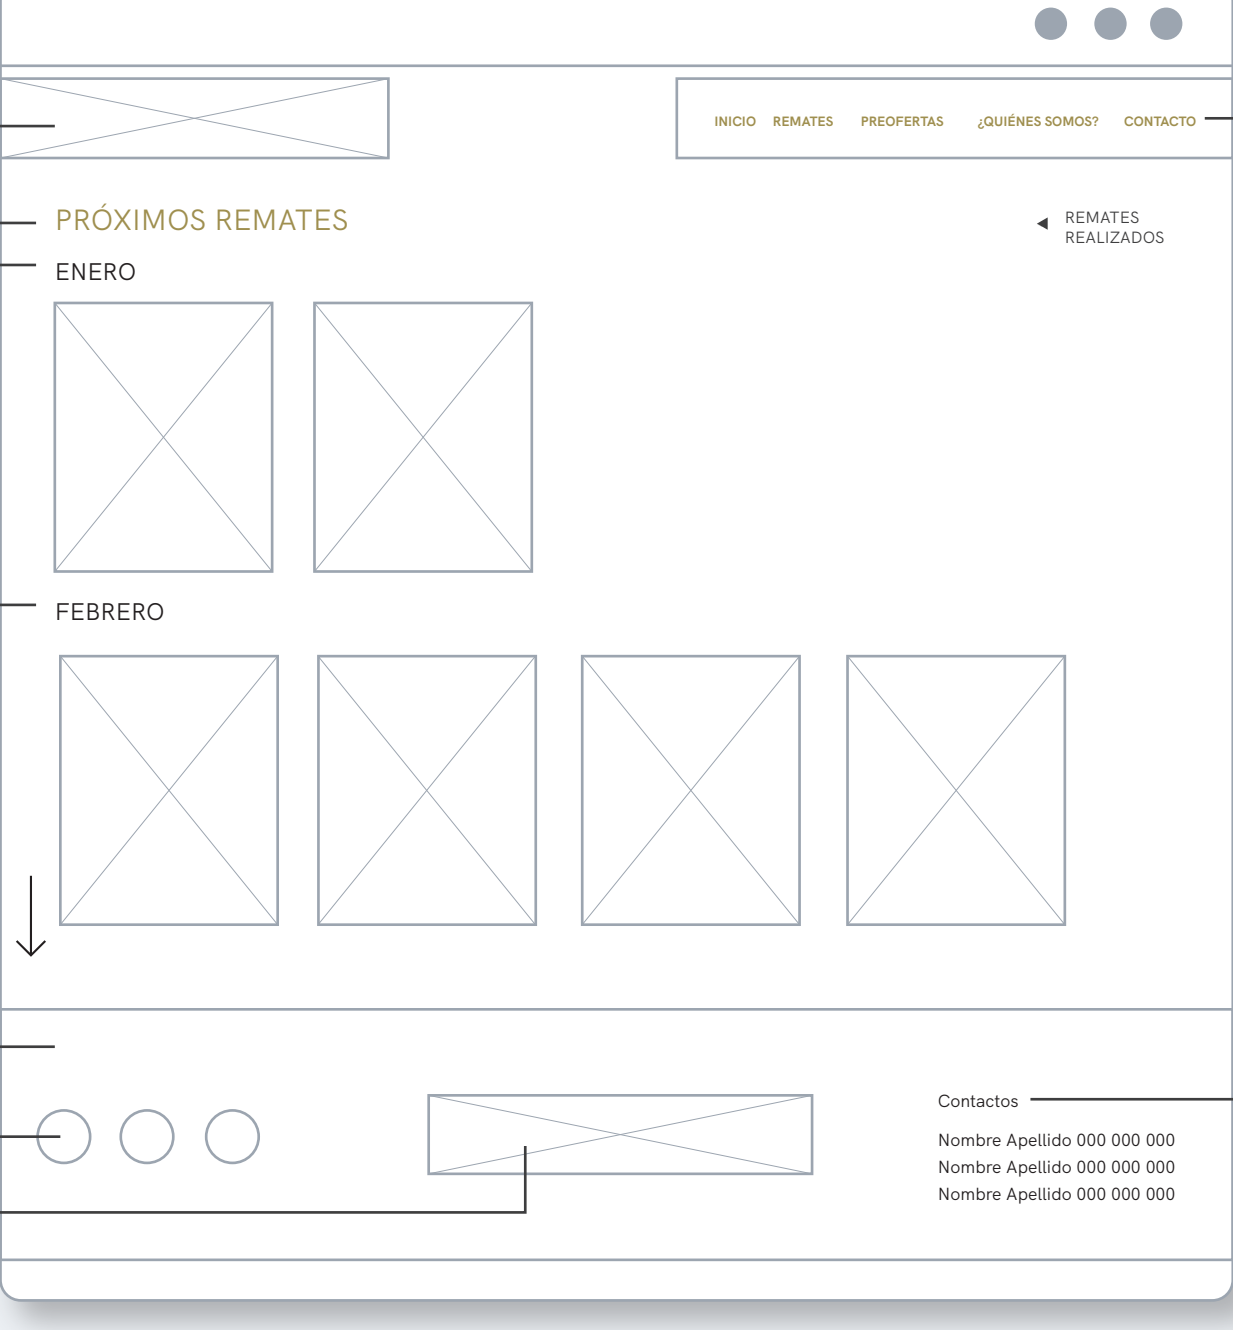 INICIO REMATES PREOFERTAS ¿QUIÉNES SOMOS? CONTACTO
PRÓXIMOS REMATES
REMATES
REALIZADOS
ENERO
FEBRERO
Contactos
Nombre Apellido 000 000 000
Nombre Apellido 000 000 000
Nombre Apellido 000 000 000